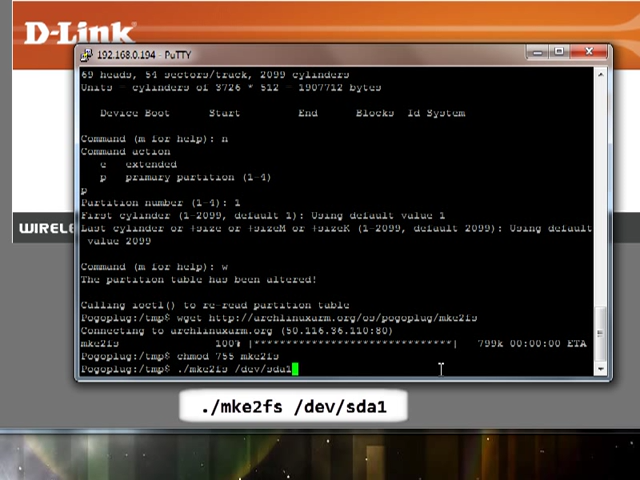 D-Link
192.168.0.194 - PuTTY
69 heads, 54 sectors/track, 2099 cylinders
Units = cylinders of 3726 * 512 = 1907712 bytes
Device Boot Start End Blocks Id System
Command (m for help): n
Command action
e extended
p primary partition (1-4)
p
Partition number (1-4): 1
First cylinder (1-2099, default 1): Using default value 1
Last cylinder or +size or +sizeM or +sizeK (1-2099, default 2099): Using default
value 2099
Command (m for help): w
The partition table has been altered!
Calling ioctl() to re-read partition table
Pogoplug:/tmp$ wget http://archlinuxarm.org/os/pogoplug/mke2fs
Connecting to archlinuxarm.org (50.116.36.110:80)
mke2fs 100% |*******************************| 799k 00:00:00 ETA
Pogoplug:/tmp$ chmod 755 mke2fs
Pogoplug:/tmp$ ./mke2fs /dev/sda1
WIRELE
./mke2fs /dev/sda1